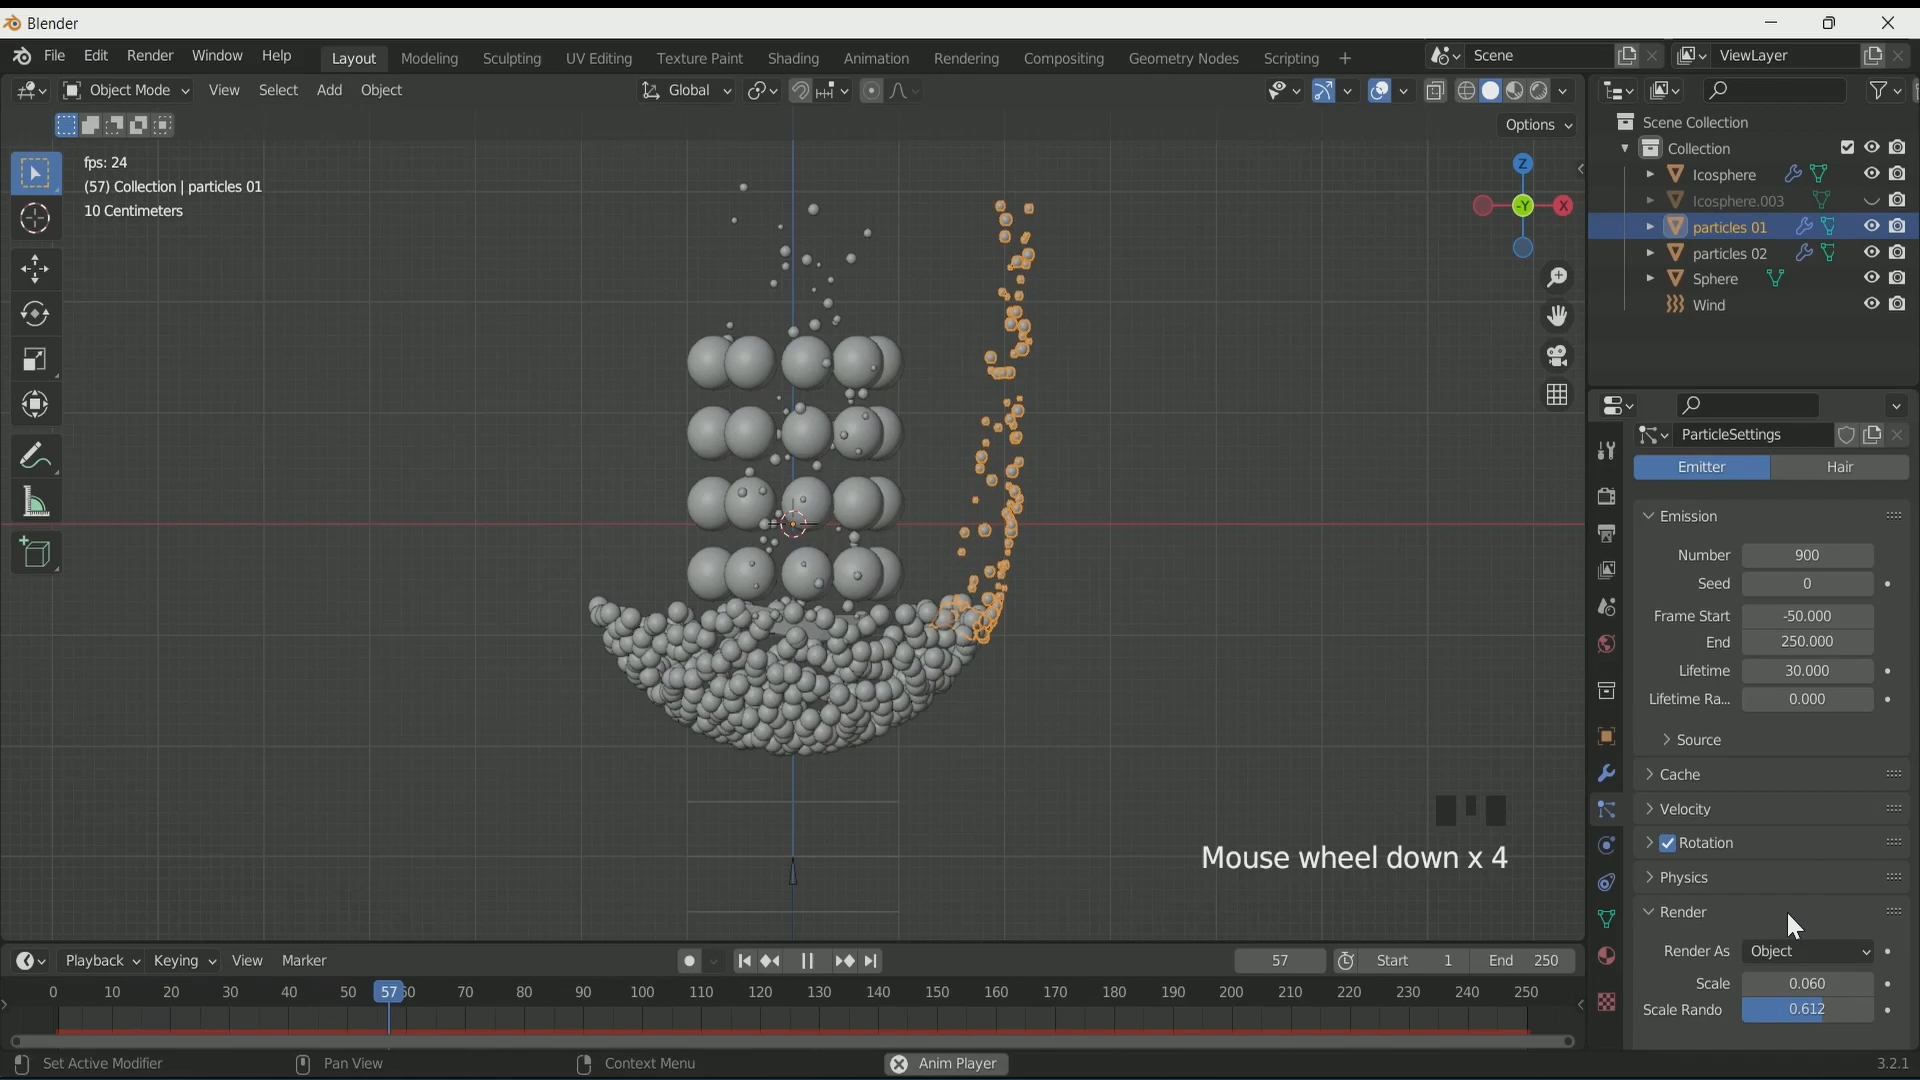 Blender
File Edit Render Window Help Layout Modeling Sculpting UV Editing Texture Paint Shading Animation Rendering Compositing Geometry Nodes Scripting + Scene ViewLayer
Object Mode View Select Add Object Global
Options
fps: 24
(57) Collection | particles 01
10 Centimeters
Z
-Y X
Mouse wheel down x 4
Scene Collection
Collection
Icosphere
Icosphere.003
particles 01
particles 02
Sphere
Wind
ParticleSettings
Emitter Hair
Emission
Number 900
Seed 0
Frame Start -50.000
End 250.000
Lifetime 30.000
Lifetime Ra... 0.000
Source
Cache
Velocity
Rotation
Physics
Render
Render As Object
Scale 0.060
Scale Rando 0.612
Playback Keying View Marker 57 Start 1 End 250
0 10 20 30 40 50 57 60 70 80 90 100 110 120 130 140 150 160 170 180 190 200 210 220 230 240 250
Set Active Modifier Pan View Context Menu Anim Player 3.2.1